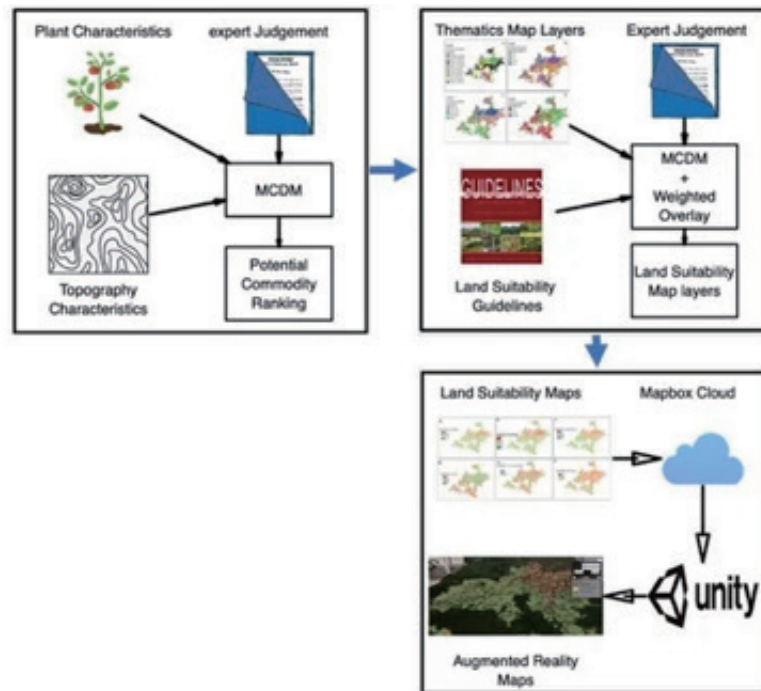 Plant Characteristics
expert Judgement
MCDM
Topography
Characteristics
Potential
Commodity
Ranking
Thematics Map Layers
Expert Judgement
MCDM
+
Weighted
Overlay
GUIDELINES
Land Suitability
Guidelines
Land Suitability
Map layers
Land Suitability Maps
Mapbox Cloud
unity
Augmented Reality
Maps